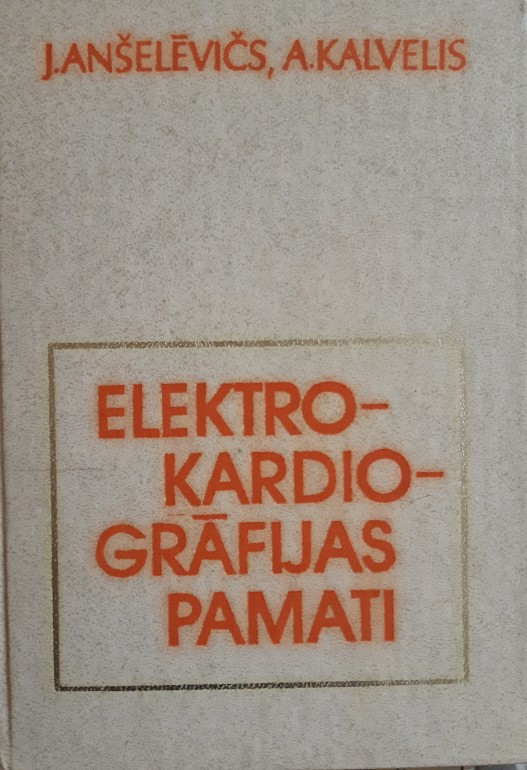 J.ANŠELĒVIČS, A.KALVELIS
ELEKTRO-
KARDIO-
GRĀFIJAS
PAMATI